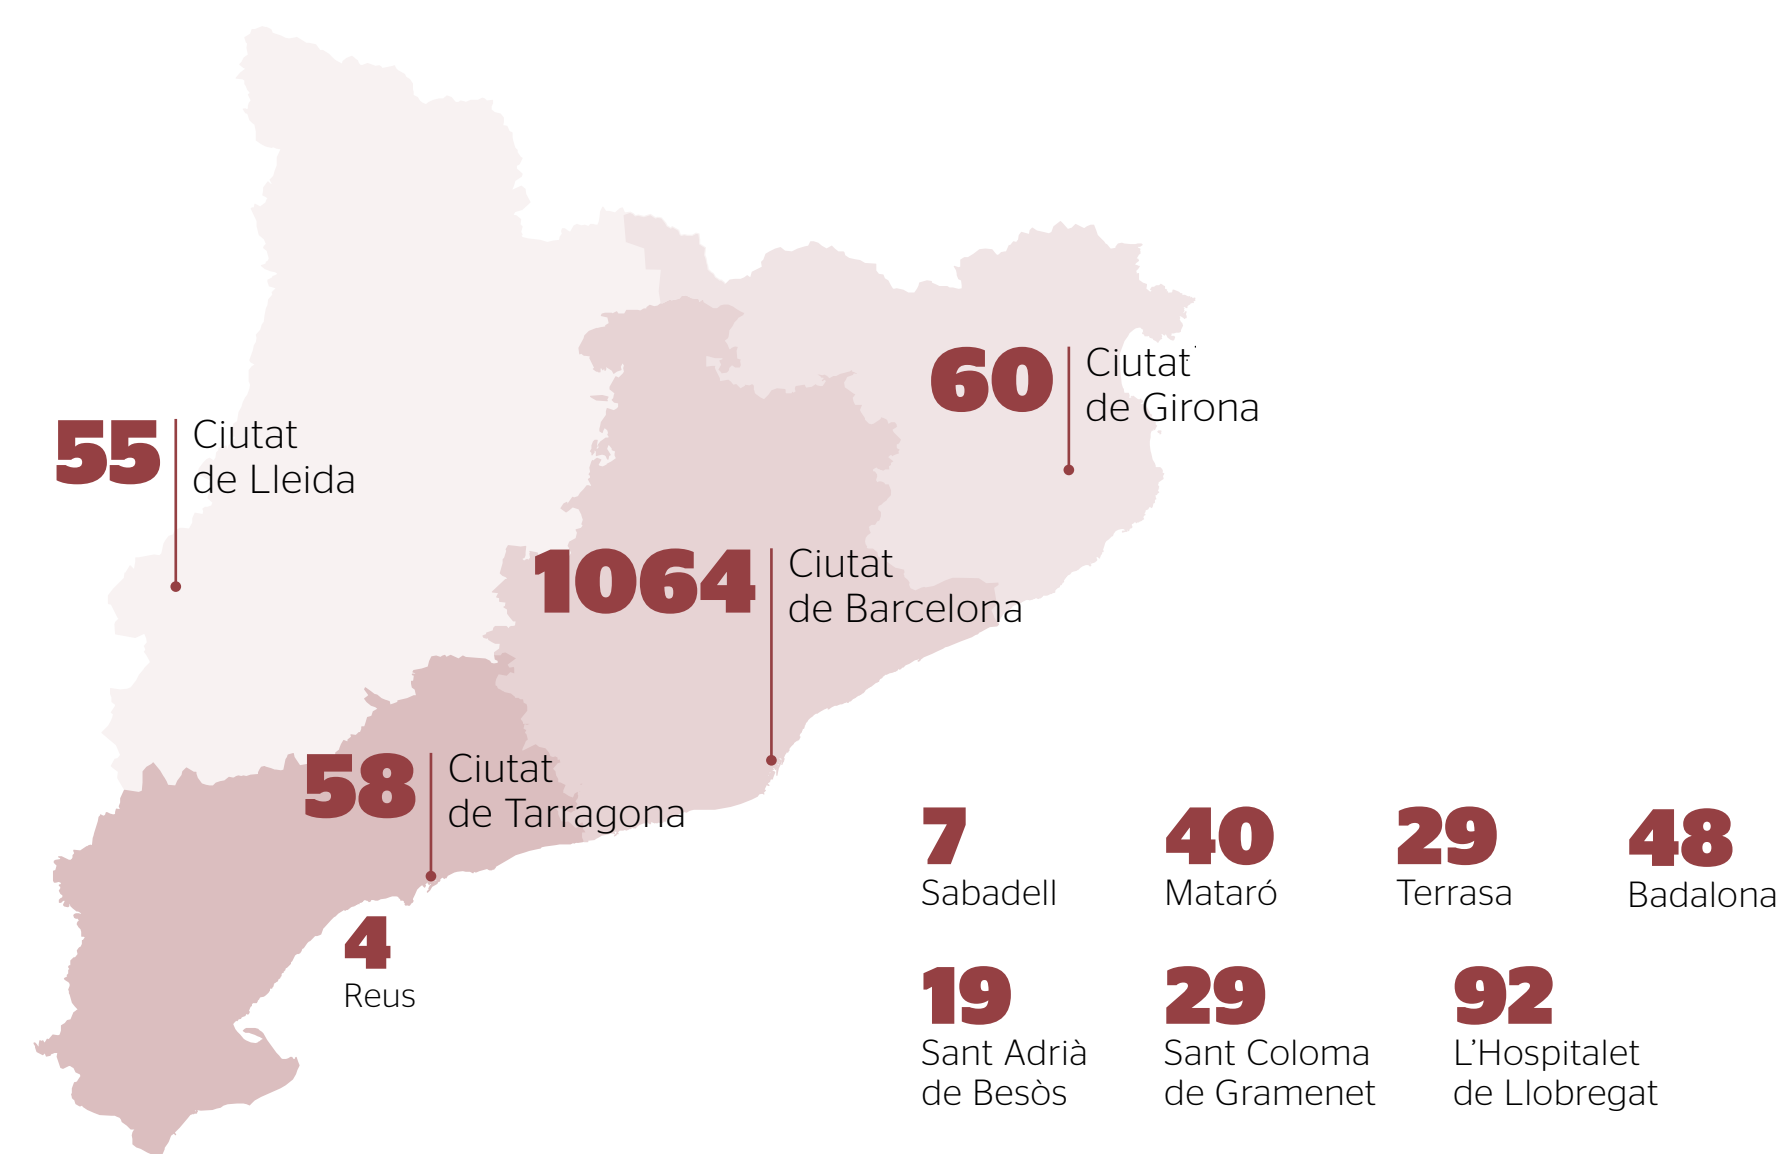 60
Ciutat
de Girona
55
Ciutat
de Lleida
1064
Ciutat
de Barcelona
58
Ciutat
de Tarragona
4
Reus
7
Sabadell
40
Mataró
29
Terrasa
48
Badalona
19
Sant Adrià
de Besòs
29
Sant Coloma
de Gramenet
92
L’Hospitalet
de Llobregat